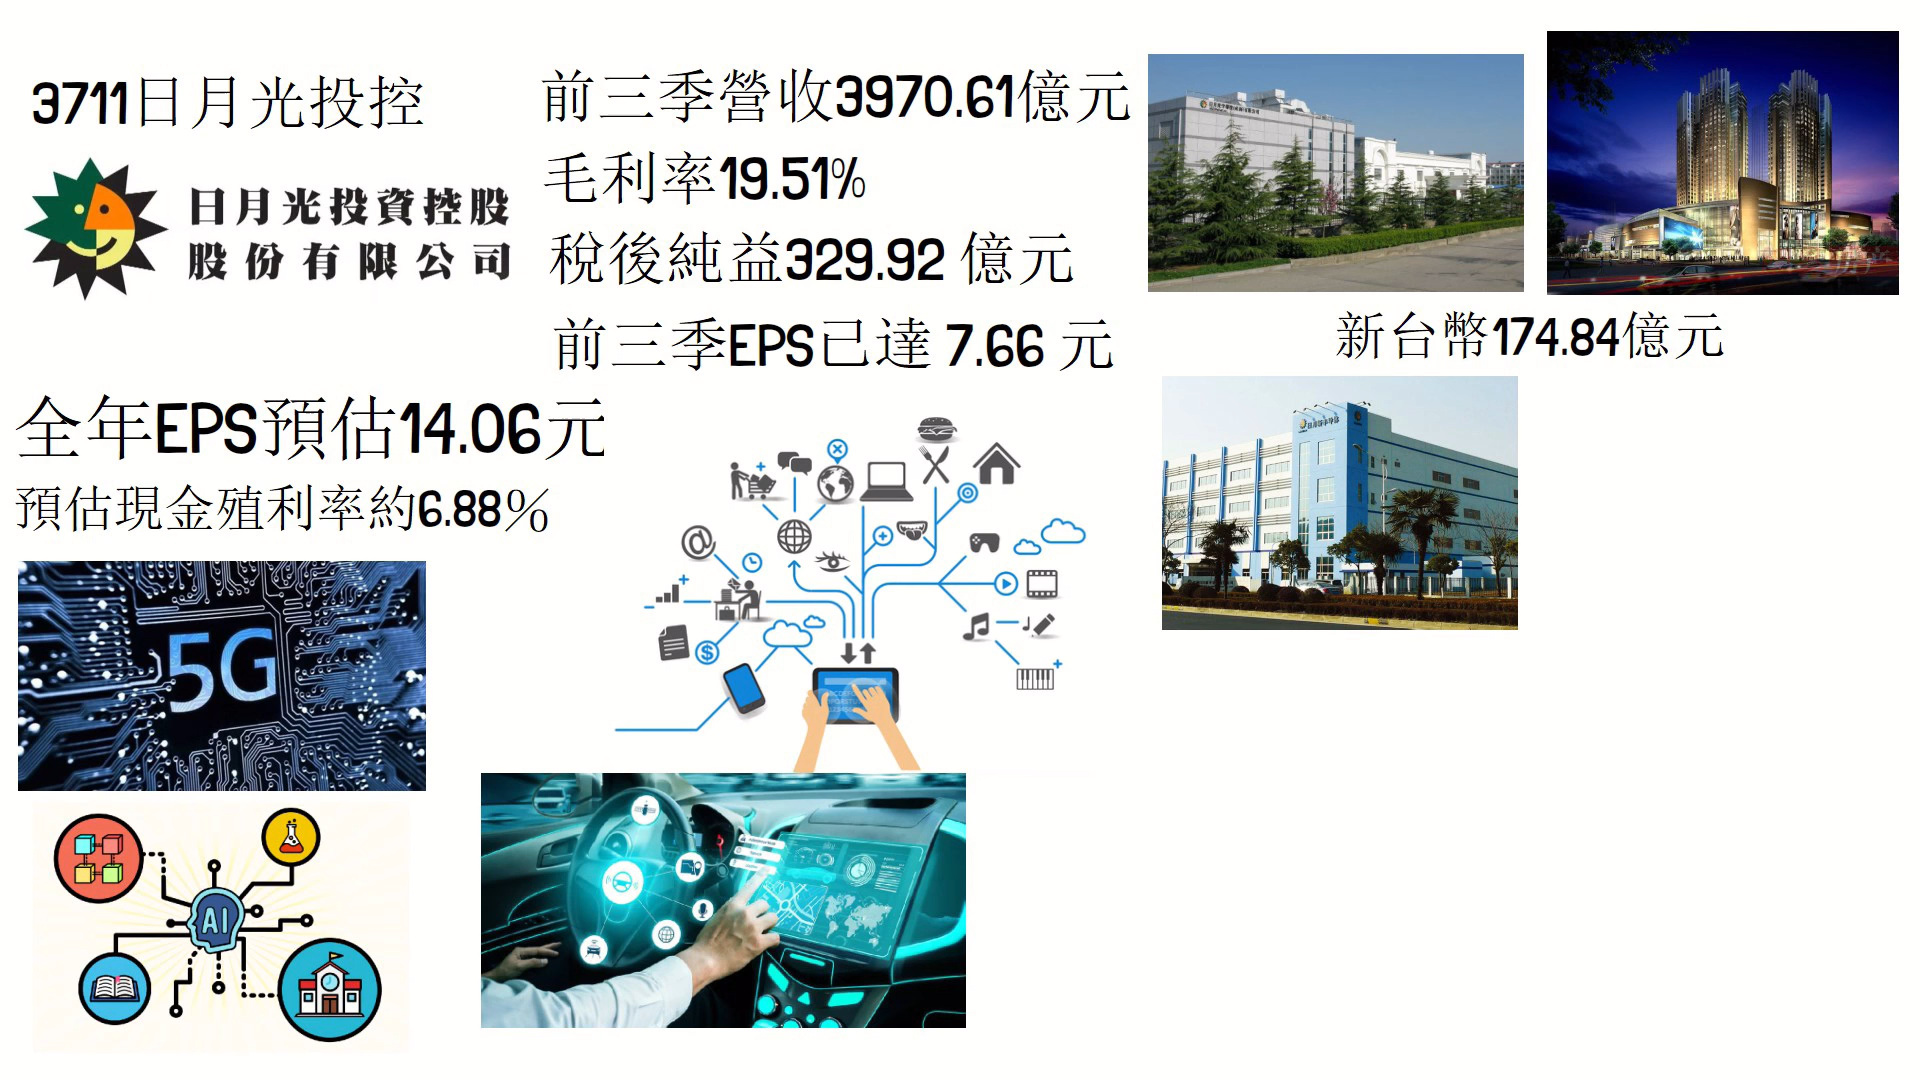 3711日月光投控
日月光投資控股
股份有限公司
前三季營收3970.61億元
毛利率19.51%
稅後純益329.92 億元
前三季EPS已達 7.66 元
新台幣174.84億元
全年EPS預估14.06元
預估現金殖利率約6.88%
5G
AI